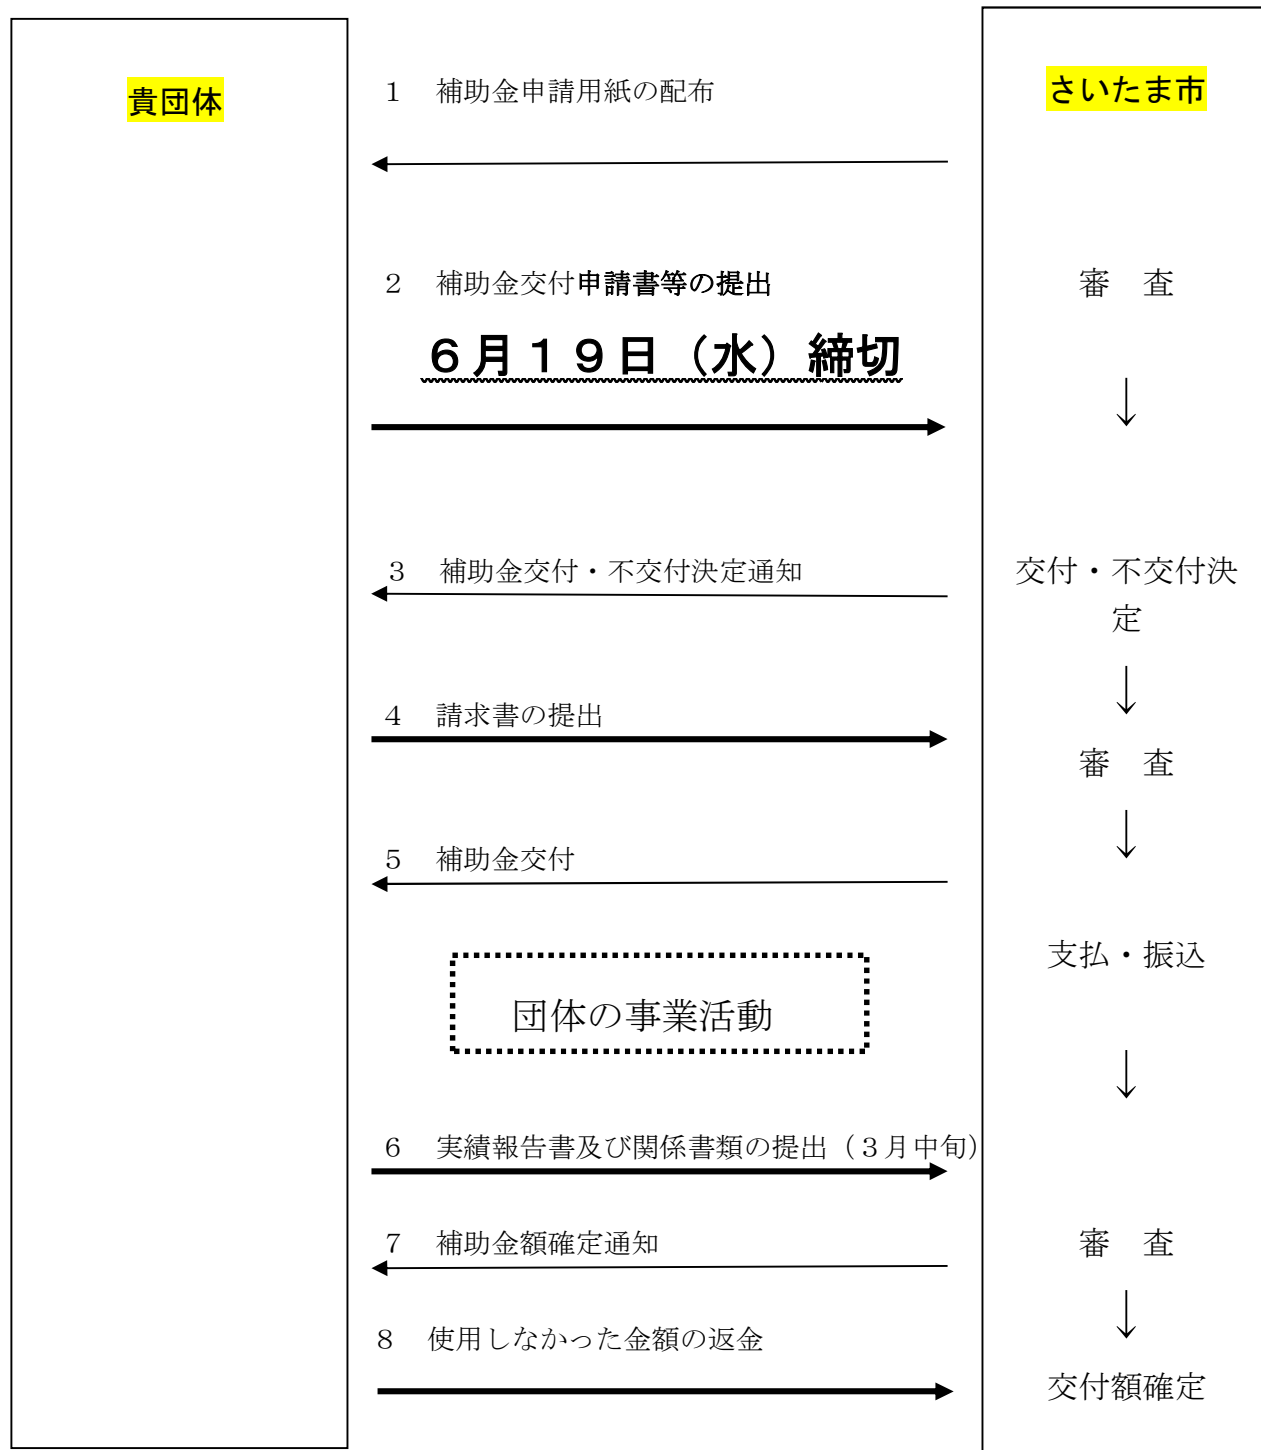 貴団体
さいたま市
1　補助金申請用紙の配布
2　補助金交付申請書等の提出
審　査
６月１９日（水）締切
↓
3　補助金交付・不交付決定通知
交付・不交付決
定
↓
4　請求書の提出
審　査
↓
5　補助金交付
支払・振込
団体の事業活動
↓
6　実績報告書及び関係書類の提出（３月中旬）
7　補助金額確定通知
審　査
↓
8　使用しなかった金額の返金
交付額確定